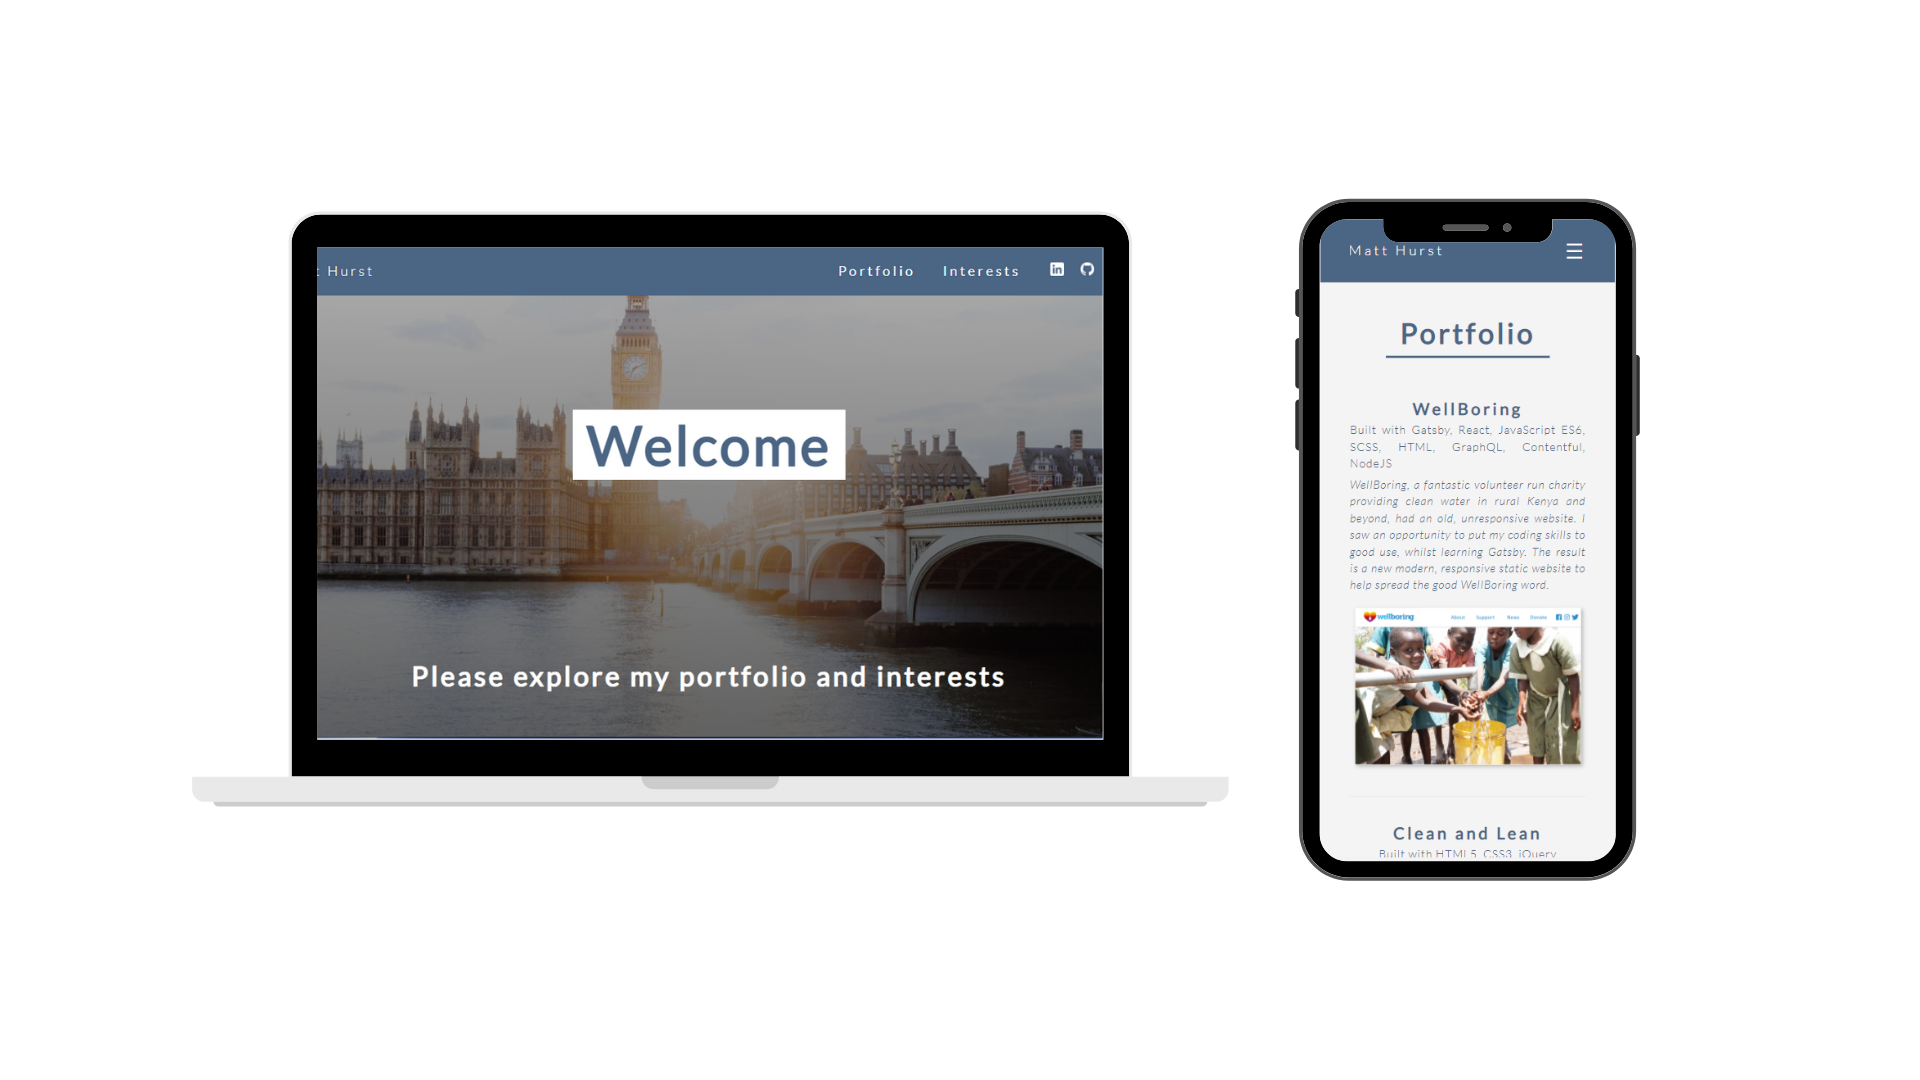 t Hurst
Portfolio
Interests
in
Welcome
Please explore my portfolio and interests
Matt Hurst
Portfolio
WellBoring
Built with Gatsby, React, JavaScript ES6,
SCSS, HTML, GraphQL, Contentful,
NodeJS
WellBoring, a fantastic volunteer run charity
providing clean water in rural Kenya and
beyond, had an old, unresponsive website. I
saw an opportunity to put my coding skills to
good use, whilst learning Gatsby. The result
is a new modern, responsive static website to
help spread the good WellBoring word.
wellboring
About
Support
News
Donate
Clean and Lean
Built with HTML5, CSS3, jQuery